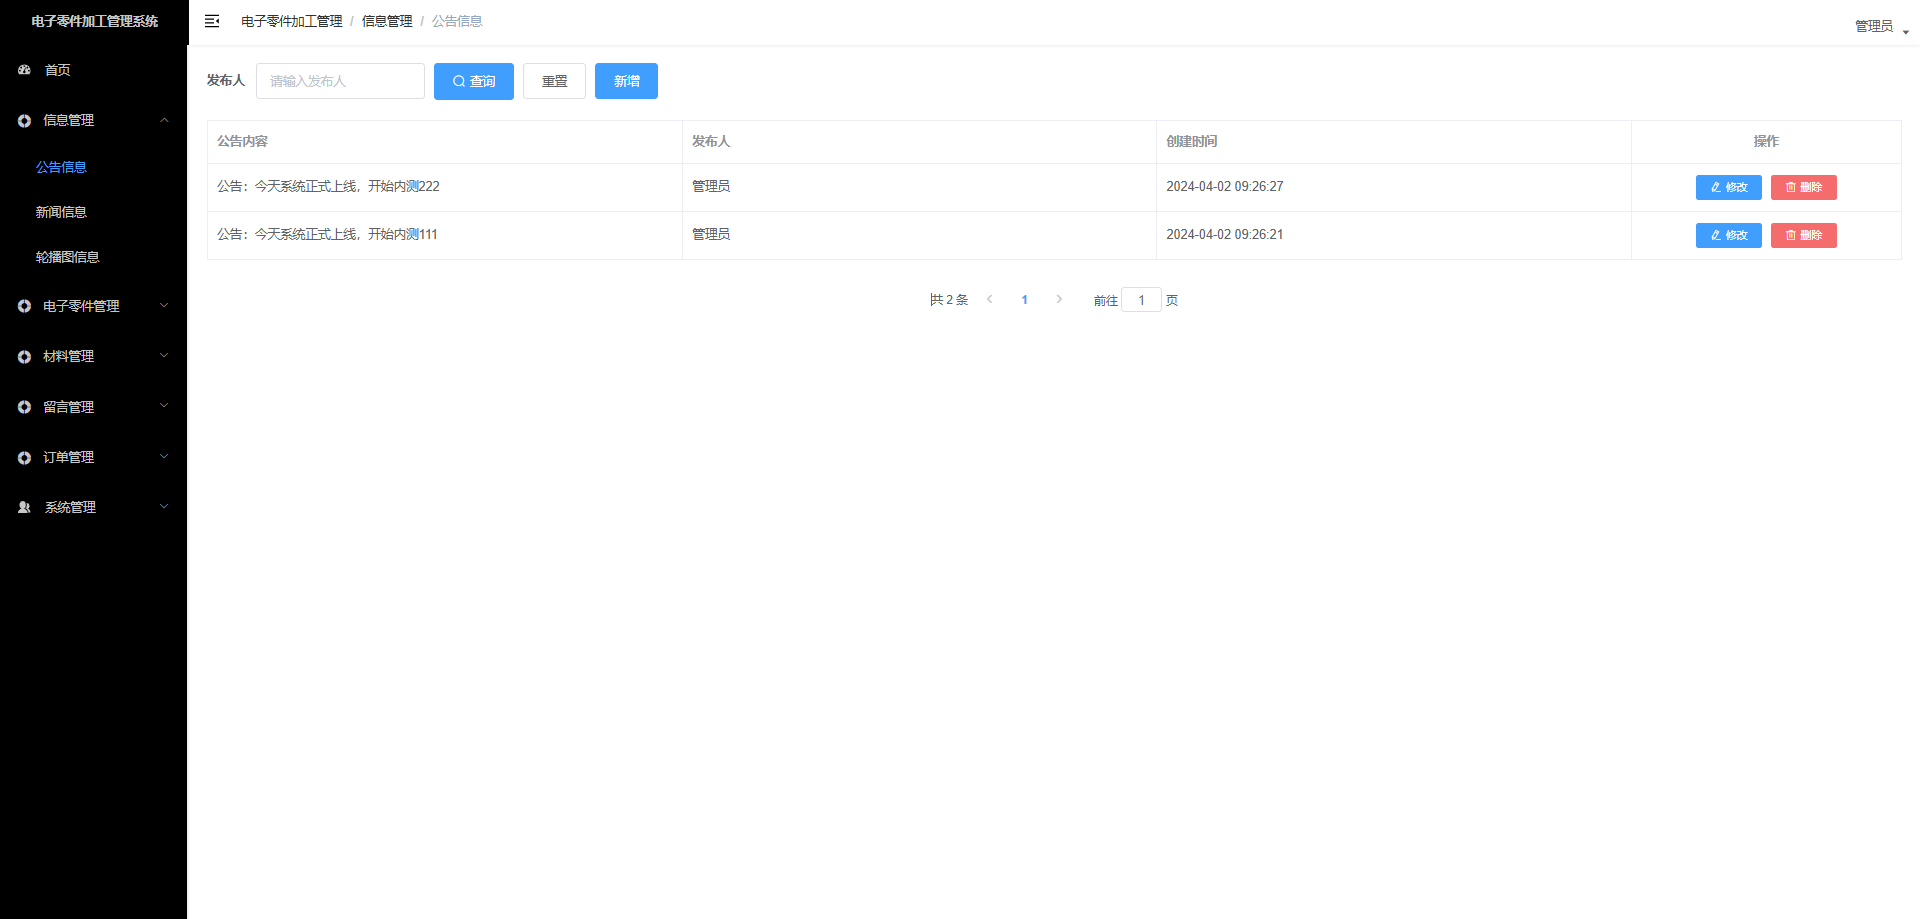 电子零件加工管理系统
电子零件加工管理 / 信息管理 / 公告信息
管理员
首页
信息管理
公告信息
新闻信息
轮播图信息
电子零件管理
材料管理
留言管理
订单管理
系统管理
发布人 请输入发布人 查询 重置 新增
公告内容 发布人 创建时间 操作
公告：今天系统正式上线，开始内测222 管理员 2024-04-02 09:26:27 修改 删除
公告：今天系统正式上线，开始内测111 管理员 2024-04-02 09:26:21 修改 删除
共 2 条 1 前往 1 页